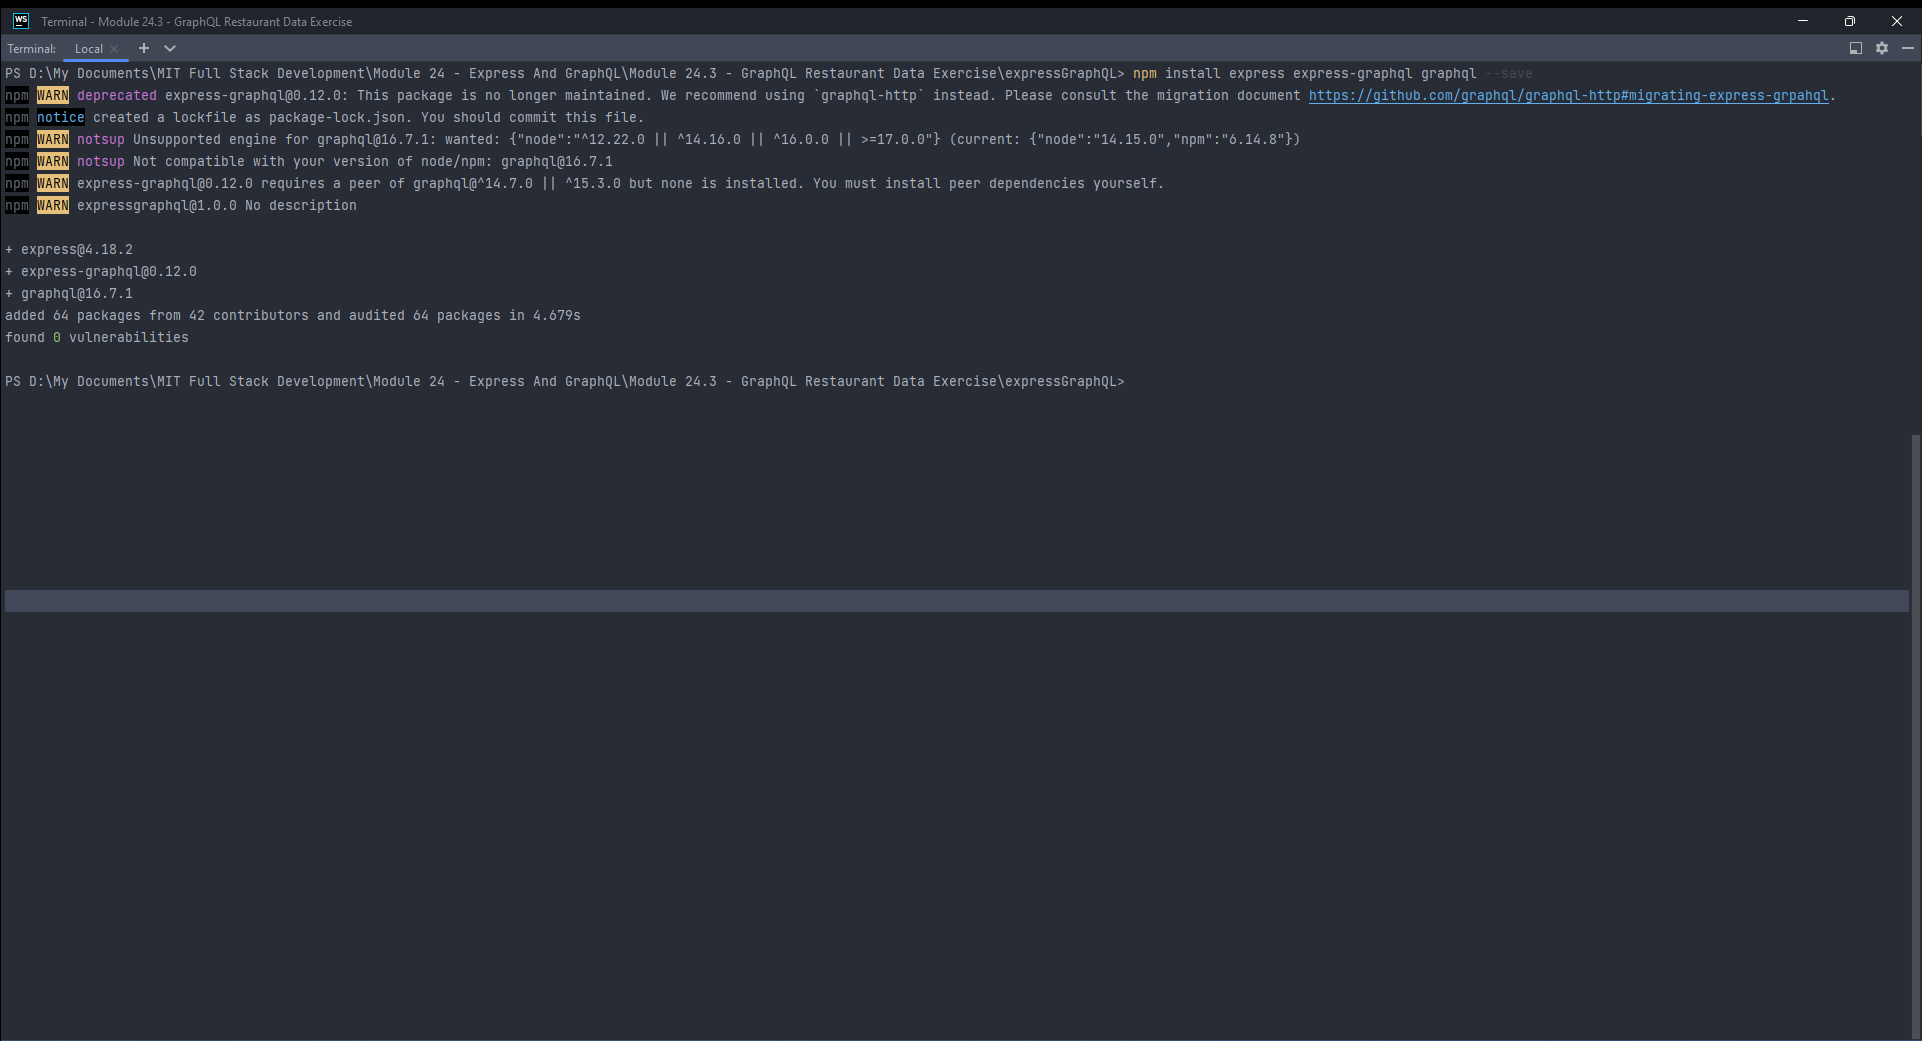 WS Terminal - Module 24.3 - GraphQL Restaurant Data Exercise
Terminal: Local
PS D:\My Documents\MIT Full Stack Development\Module 24 - Express And GraphQL\Module 24.3 - GraphQL Restaurant Data Exercise\expressGraphQL> npm install express express-graphql graphql --save
npm WARN deprecated express-graphql@0.12.0: This package is no longer maintained. We recommend using `graphql-http` instead. Please consult the migration document https://github.com/graphql/graphql-http#migrating-express-grpahql.
npm notice created a lockfile as package-lock.json. You should commit this file.
npm WARN notsup Unsupported engine for graphql@16.7.1: wanted: {"node":"^12.22.0 || ^14.16.0 || ^16.0.0 || >=17.0.0"} (current: {"node":"14.15.0","npm":"6.14.8"})
npm WARN notsup Not compatible with your version of node/npm: graphql@16.7.1
npm WARN express-graphql@0.12.0 requires a peer of graphql@^14.7.0 || ^15.3.0 but none is installed. You must install peer dependencies yourself.
npm WARN expressgraphql@1.0.0 No description
+ express@4.18.2
+ express-graphql@0.12.0
+ graphql@16.7.1
added 64 packages from 42 contributors and audited 64 packages in 4.679s
found 0 vulnerabilities
PS D:\My Documents\MIT Full Stack Development\Module 24 - Express And GraphQL\Module 24.3 - GraphQL Restaurant Data Exercise\expressGraphQL>